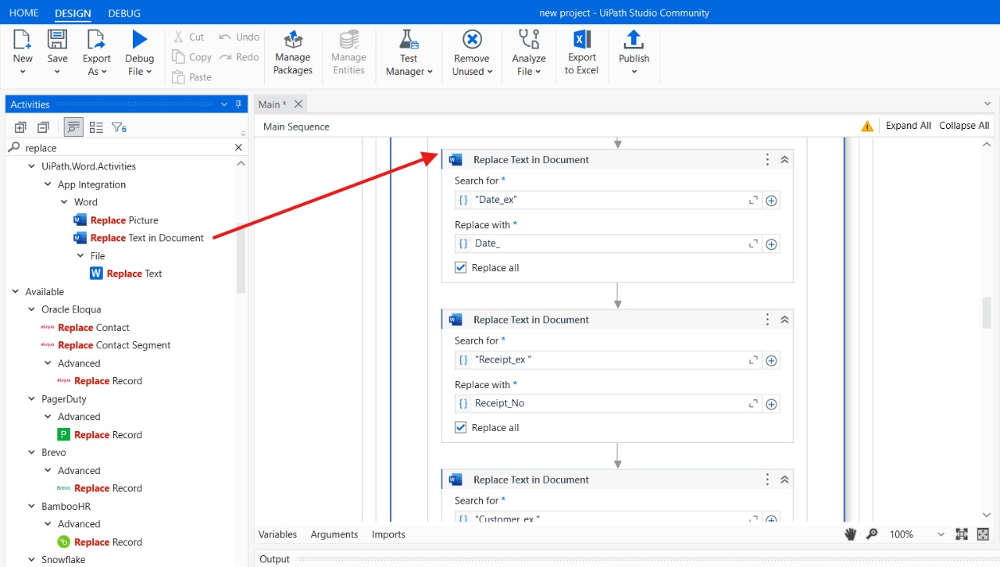 HOME DESIGN DEBUG new project - UiPath Studio Community
New Save Export As Debug File Cut Copy Paste Undo Redo Manage Packages Manage Entities Test Manager Remove Unused Analyze File Export to Excel Publish
Activities
6
replace
UiPath.Word.Activities
App Integration
Word
Replace Picture
Replace Text in Document
File
Replace Text
Available
Oracle Eloqua
eloqua Replace Contact
eloqua Replace Contact Segment
Advanced
eloqua Replace Record
PagerDuty
Advanced
P Replace Record
Brevo
Advanced
Brevo Replace Record
BambooHR
Advanced
Replace Record
Snowflake
Main *
Main Sequence Expand All Collapse All
Replace Text in Document
Search for *
"Date_ex"
Replace with *
Date_
Replace all
Replace Text in Document
Search for *
"Receipt_ex "
Replace with *
Receipt_No
Replace all
Replace Text in Document
Search for *
"Customer_ex "
Variables Arguments Imports 100%
Output